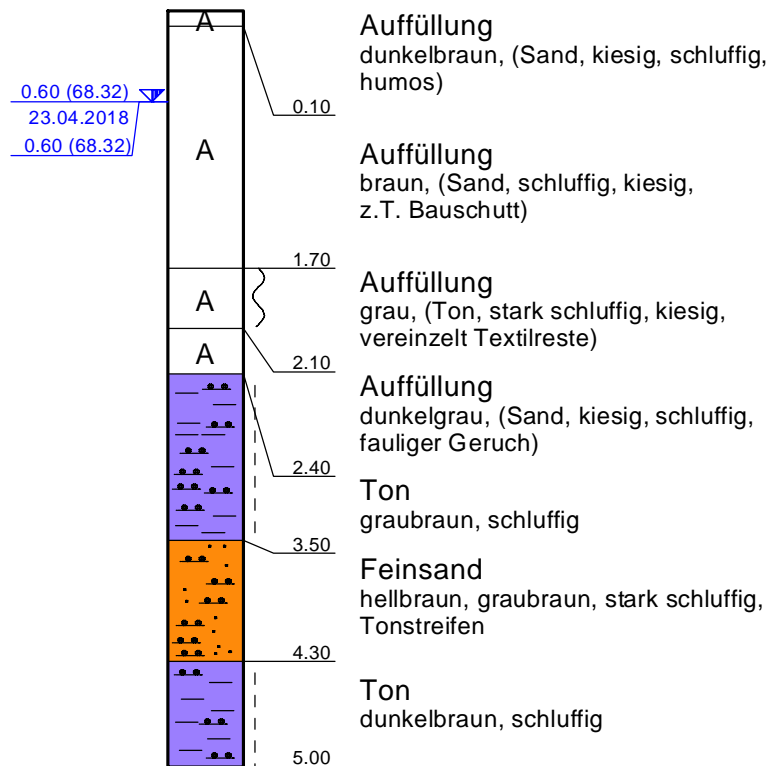 A
Auffüllung
dunkelbraun, (Sand, kiesig, schluffig,
humos)
0.10
0.60 (68.32)
23.04.2018
0.60 (68.32)
A
Auffüllung
braun, (Sand, schluffig, kiesig,
z.T. Bauschutt)
1.70
A
Auffüllung
grau, (Ton, stark schluffig, kiesig,
vereinzelt Textilreste)
2.10
A
Auffüllung
dunkelgrau, (Sand, kiesig, schluffig,
fauliger Geruch)
2.40
Ton
graubraun, schluffig
3.50
Feinsand
hellbraun, graubraun, stark schluffig,
Tonstreifen
4.30
Ton
dunkelbraun, schluffig
5.00